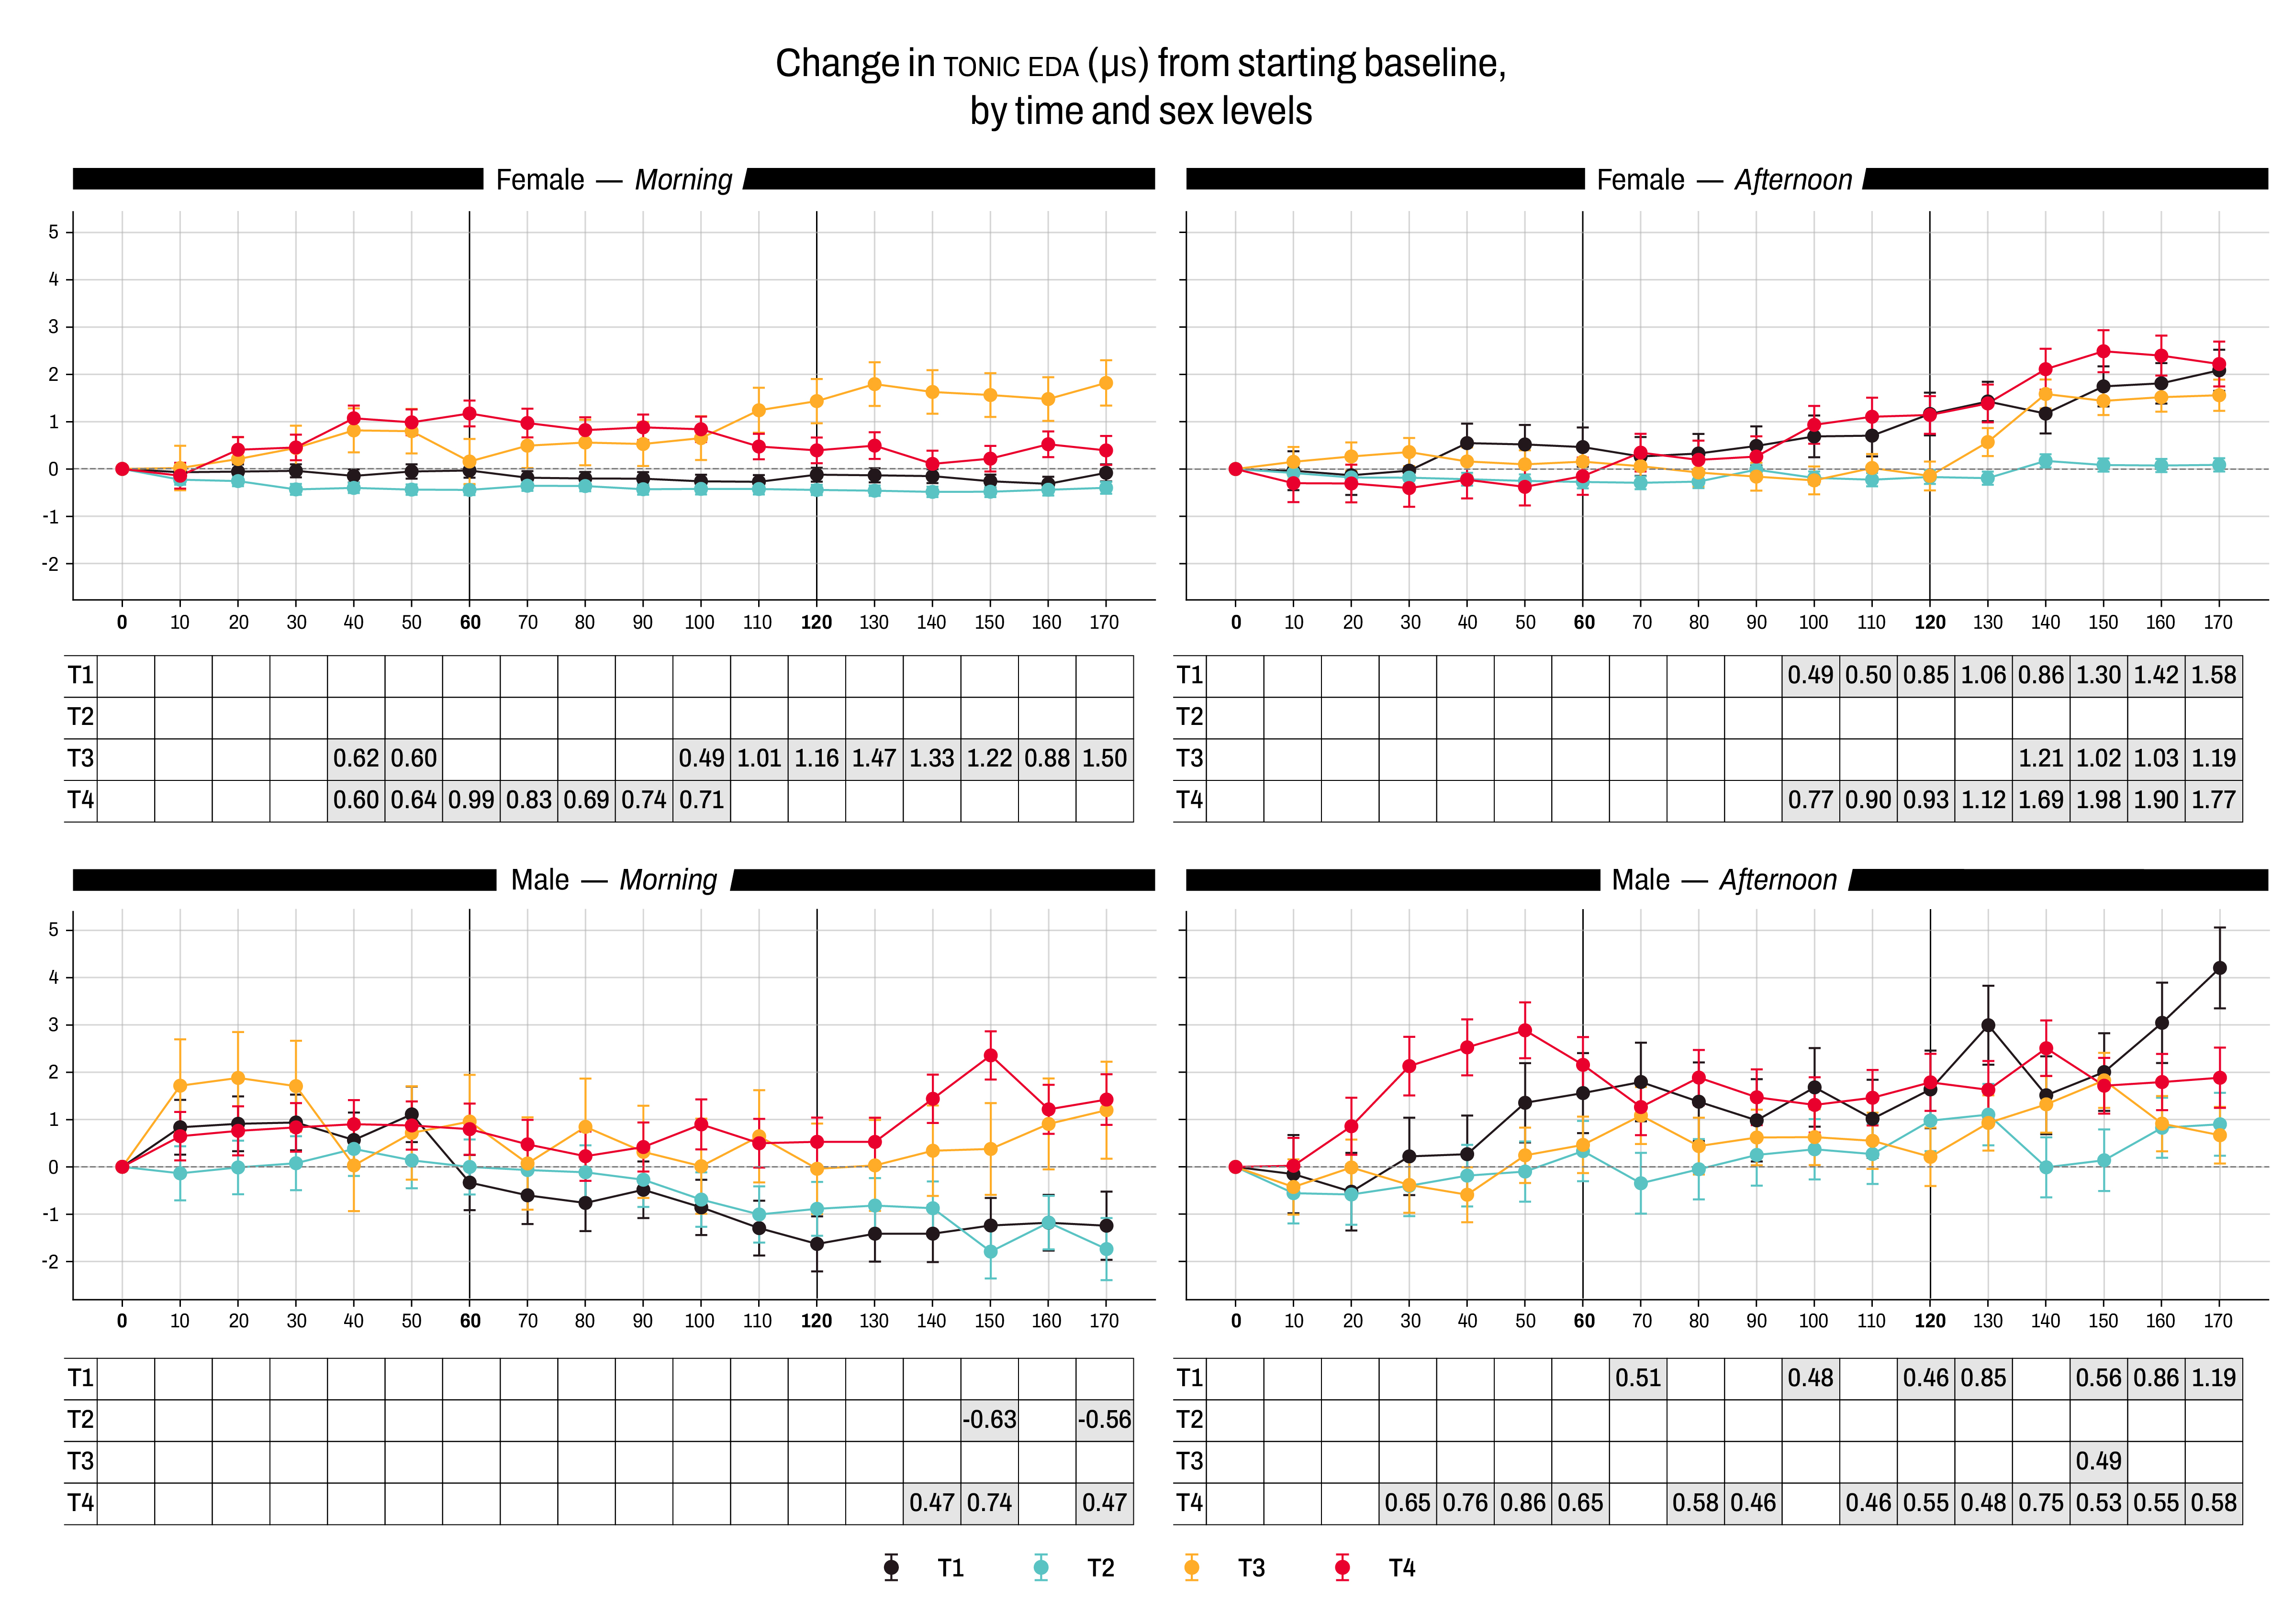 Change in TONIC EDA (µS) from starting baseline,
by time and sex levels
Female — Morning
Female — Afternoon
5
4
3
2
1
0
-1
-2
0 10 20 30 40 50 60 70 80 90 100 110 120 130 140 150 160 170
0 10 20 30 40 50 60 70 80 90 100 110 120 130 140 150 160 170
T1
T2
T3 0.62 0.60 0.49 1.01 1.16 1.47 1.33 1.22 0.88 1.50
T4 0.60 0.64 0.99 0.83 0.69 0.74 0.71
T1 0.49 0.50 0.85 1.06 0.86 1.30 1.42 1.58
T2
T3 1.21 1.02 1.03 1.19
T4 0.77 0.90 0.93 1.12 1.69 1.98 1.90 1.77
Male — Morning
Male — Afternoon
5
4
3
2
1
0
-1
-2
0 10 20 30 40 50 60 70 80 90 100 110 120 130 140 150 160 170
0 10 20 30 40 50 60 70 80 90 100 110 120 130 140 150 160 170
T1
T2 -0.63 -0.56
T3
T4 0.47 0.74 0.47
T1 0.51 0.48 0.46 0.85 0.56 0.86 1.19
T2
T3 0.49
T4 0.65 0.76 0.86 0.65 0.58 0.46 0.46 0.55 0.48 0.75 0.53 0.55 0.58
T1 T2 T3 T4